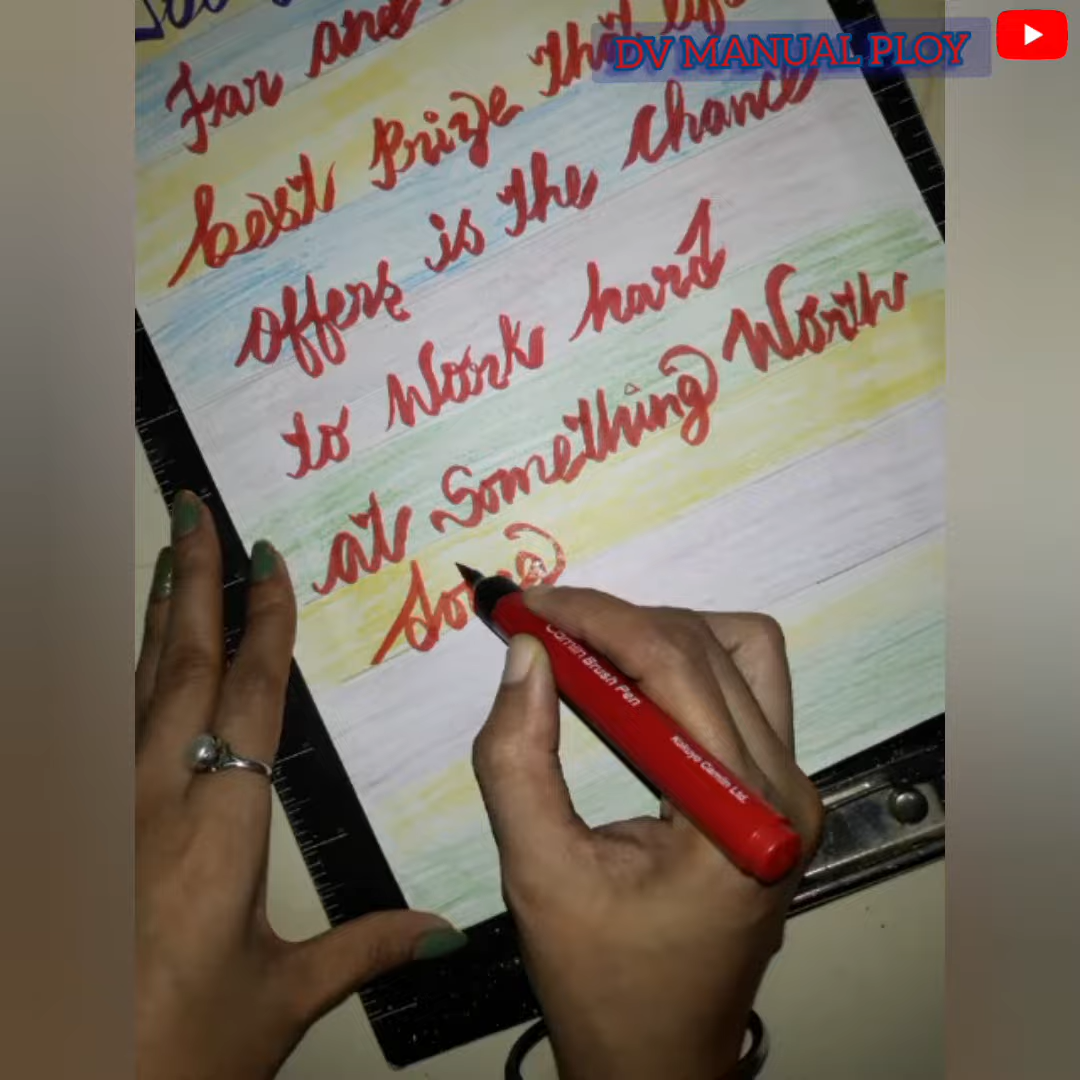 DV MANUAL PLOY
Far and
best Prize that life
offers is the chance
to Work hard
at Something Worth
Camlin Brush Pen
Kokuyo Camlin Ltd.